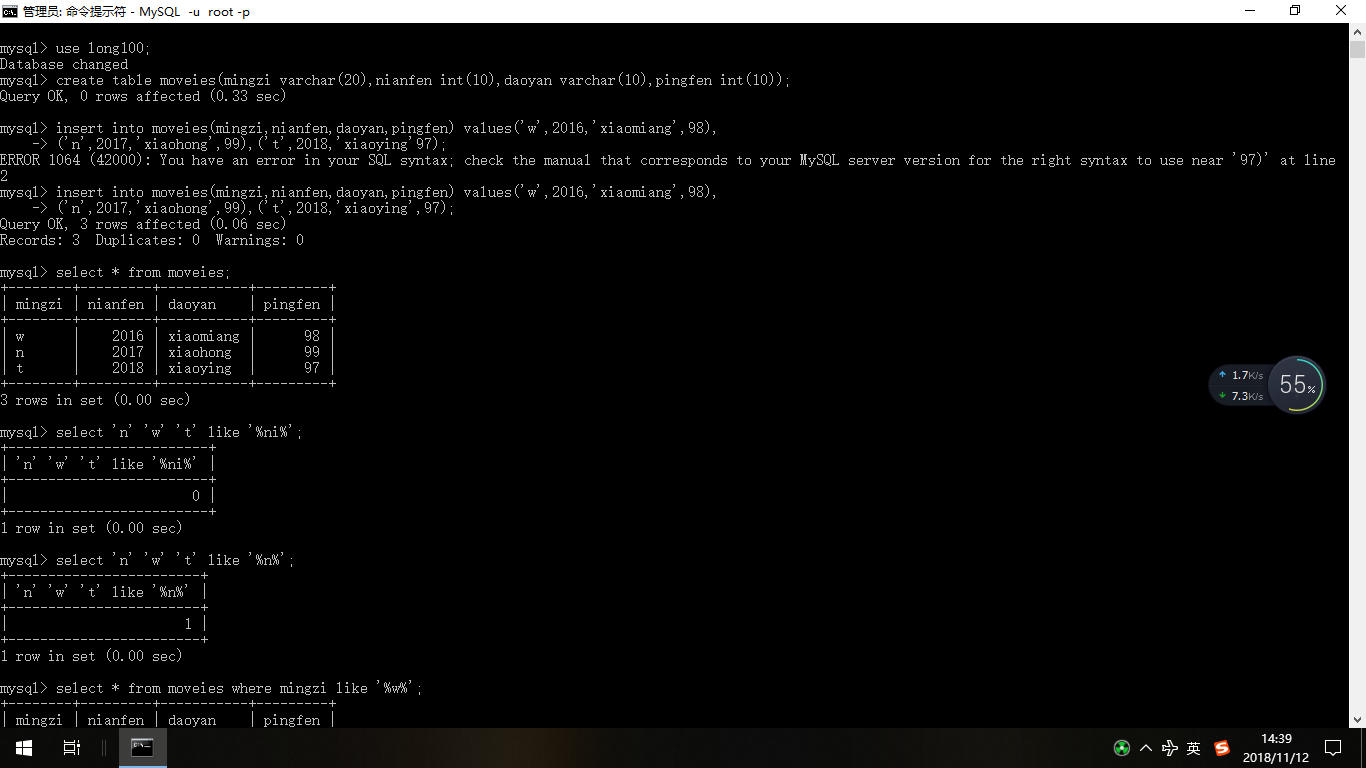 管理员: 命令提示符 - MySQL -u root -p
mysql> use long100;
Database changed
mysql> create table moveies(mingzi varchar(20),nianfen int(10),daoyan varchar(10),pingfen int(10));
Query OK, 0 rows affected (0.33 sec)
mysql> insert into moveies(mingzi,nianfen,daoyan,pingfen) values('w',2016,'xiaomiang',98),
    -> ('n',2017,'xiaohong',99),('t',2018,'xiaoying'97);
ERROR 1064 (42000): You have an error in your SQL syntax; check the manual that corresponds to your MySQL server version for the right syntax to use near '97)' at line
2
mysql> insert into moveies(mingzi,nianfen,daoyan,pingfen) values('w',2016,'xiaomiang',98),
    -> ('n',2017,'xiaohong',99),('t',2018,'xiaoying',97);
Query OK, 3 rows affected (0.06 sec)
Records: 3  Duplicates: 0  Warnings: 0
mysql> select * from moveies;
+--------+---------+-----------+---------+
| mingzi | nianfen | daoyan    | pingfen |
+--------+---------+-----------+---------+
| w      |    2016 | xiaomiang |      98 |
| n      |    2017 | xiaohong  |      99 |
| t      |    2018 | xiaoying  |      97 |
+--------+---------+-----------+---------+
3 rows in set (0.00 sec)
mysql> select 'n' 'w' 't' like '%ni%';
+-------------------------+
| 'n' 'w' 't' like '%ni%' |
+-------------------------+
|                       0 |
+-------------------------+
1 row in set (0.00 sec)
mysql> select 'n' 'w' 't' like '%n%';
+------------------------+
| 'n' 'w' 't' like '%n%' |
+------------------------+
|                      1 |
+------------------------+
1 row in set (0.00 sec)
mysql> select * from moveies where mingzi like '%w%';
+--------+---------+-----------+---------+
| mingzi | nianfen | daoyan    | pingfen |
1.7K/s
7.3K/s
55%
英
14:39
2018/11/12